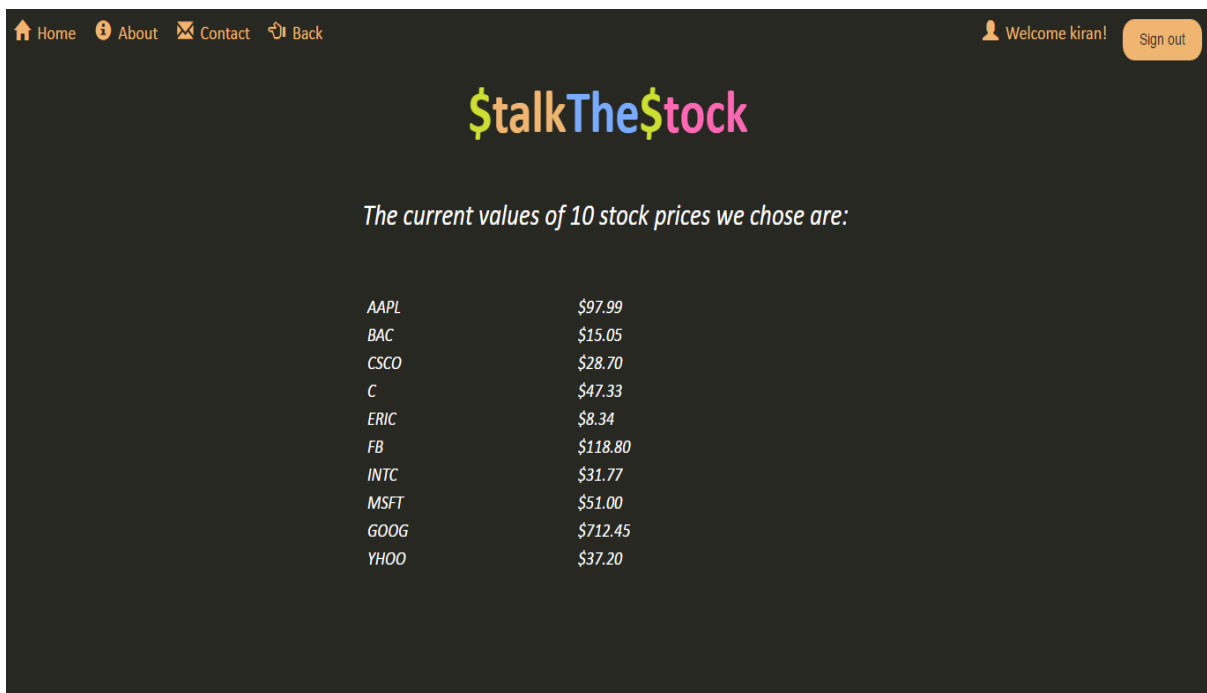 Home About Contact Back Welcome kiran! Sign out
$talkThe$tock
The current values of 10 stock prices we chose are:
AAPL $97.99
BAC $15.05
CSCO $28.70
C $47.33
ERIC $8.34
FB $118.80
INTC $31.77
MSFT $51.00
GOOG $712.45
YHOO $37.20